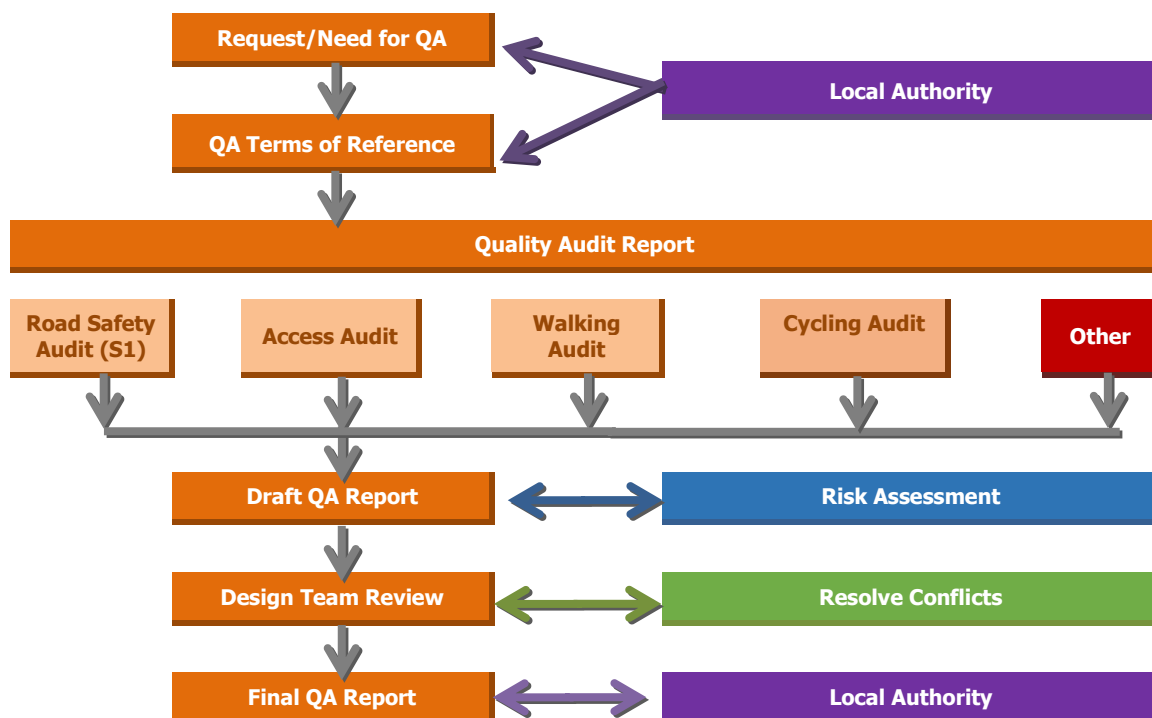 Request/Need for QA
Local Authority
QA Terms of Reference
Quality Audit Report
Road Safety
Audit (S1)
Access Audit
Walking
Audit
Cycling Audit
Other
Draft QA Report
Risk Assessment
Design Team Review
Resolve Conflicts
Final QA Report
Local Authority